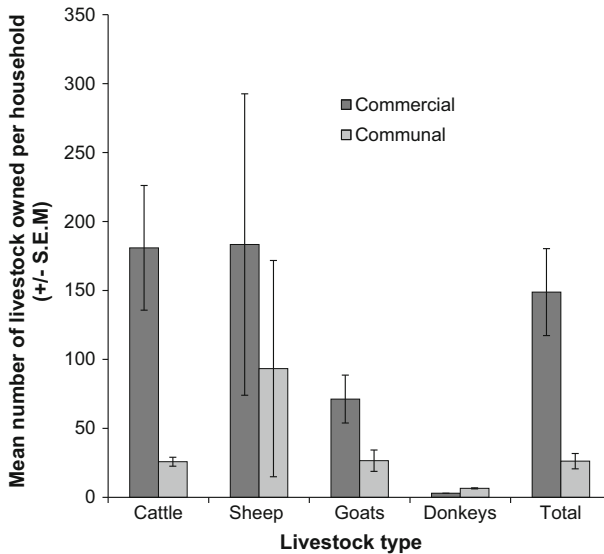 Mean number of livestock owned per household
(+/- S.E.M)
350
300
250
200
150
100
50
0
Commercial
Communal
Cattle
Sheep
Goats
Donkeys
Total
Livestock type